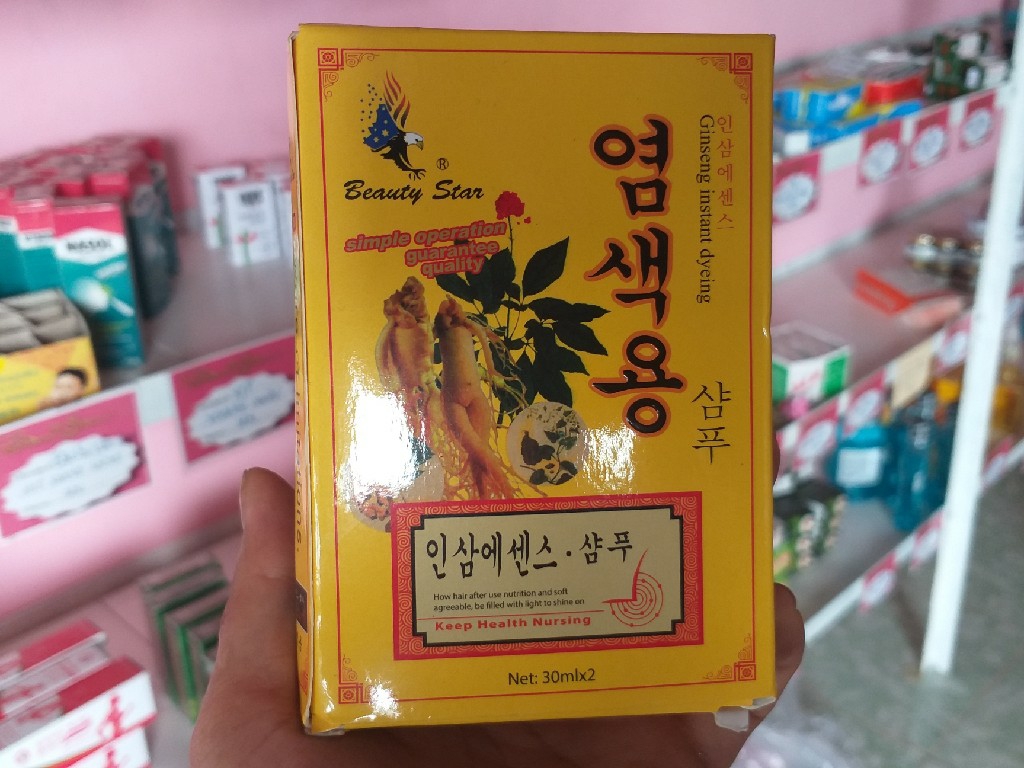 Beauty Star ®
simple operation
guarantee
quality
염색용
샴푸
인삼에센스
Ginseng instant dyeing
인삼에센스·샴푸
How hair after use nutrition and soft
agreeable, be filled with light to shine on
Keep Health Nursing
Net: 30mlx2